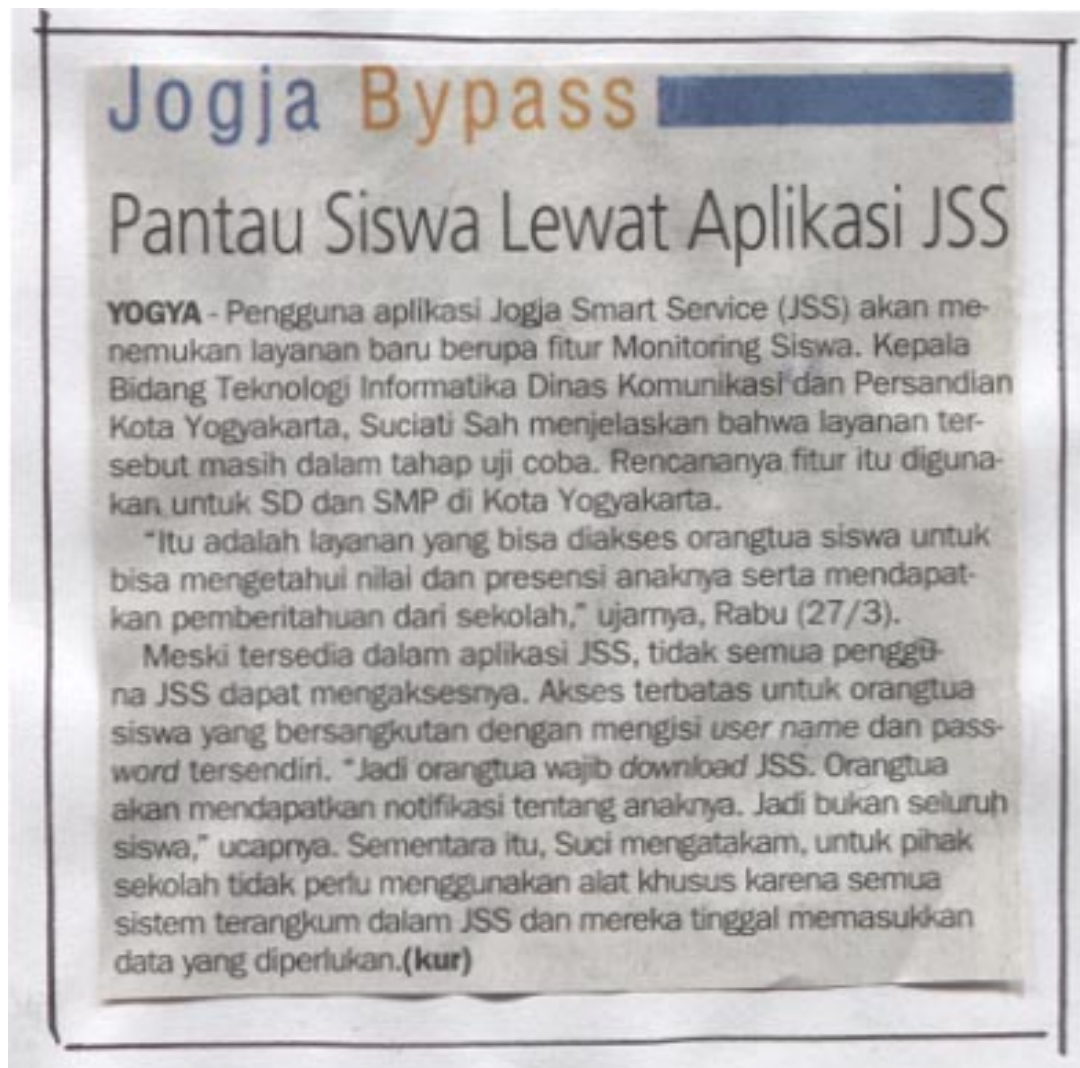 Jogja Bypass
Pantau Siswa Lewat Aplikasi JSS
YOGYA - Pengguna aplikasi Jogja Smart Service (JSS) akan me-
nemukan layanan baru berupa fitur Monitoring Siswa. Kepala
Bidang Teknologi Informatika Dinas Komunikasi dan Persandian
Kota Yogyakarta, Suciati Sah menjelaskan bahwa layanan ter-
sebut masih dalam tahap uji coba. Rencananya fitur itu diguna-
kan untuk SD dan SMP di Kota Yogyakarta.
"Itu adalah layanan yang bisa diakses orangtua siswa untuk
bisa mengetahui nilai dan presensi anaknya serta mendapat-
kan pemberitahuan dari sekolah," ujarnya, Rabu (27/3).
Meski tersedia dalam aplikasi JSS, tidak semua penggu-
na JSS dapat mengaksesnya. Akses terbatas untuk orangtua
siswa yang bersangkutan dengan mengisi user name dan pass-
word tersendiri. "Jadi orangtua wajib download JSS. Orangtua
akan mendapatkan notifikasi tentang anaknya. Jadi bukan seluruh
siswa," ucapnya. Sementara itu, Suci mengatakam, untuk pihak
sekolah tidak perlu menggunakan alat khusus karena semua
sistem terangkum dalam JSS dan mereka tinggal memasukkan
data yang diperlukan.(kur)